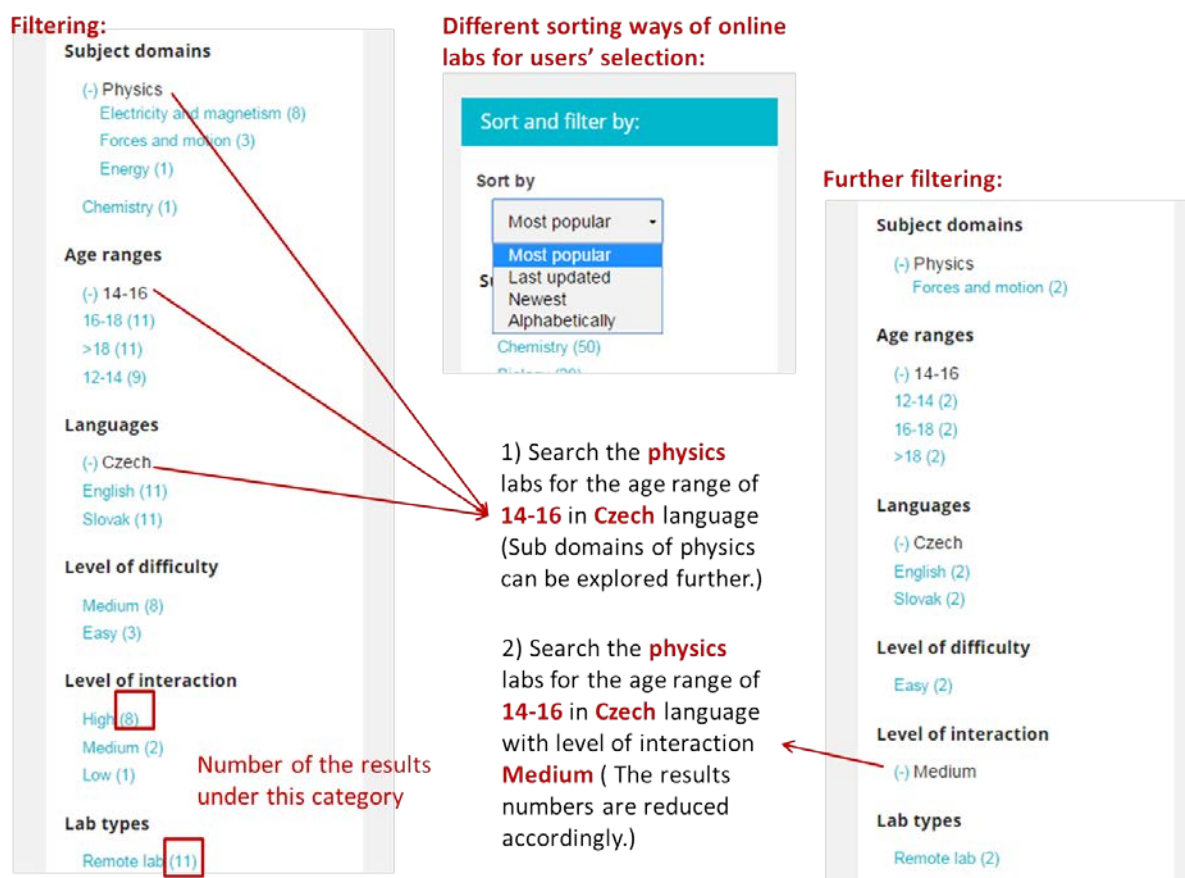 Filtering:
Subject domains
(-) Physics
Electricity and magnetism (8)
Forces and motion (3)
Energy (1)
Chemistry (1)
Age ranges
(-) 14-16
16-18 (11)
>18 (11)
12-14 (9)
Languages
(-) Czech
English (11)
Slovak (11)
Level of difficulty
Medium (8)
Easy (3)
Level of interaction
High (8)
Medium (2)
Low (1)
Number of the results
under this category
Lab types
Remote lab (11)
Different sorting ways of online
labs for users’ selection:
Sort and filter by:
Sort by
Most popular
Most popular
Last updated
Newest
Alphabetically
Chemistry (50)
1) Search the physics
labs for the age range of
14-16 in Czech language
(Sub domains of physics
can be explored further.)
2) Search the physics
labs for the age range of
14-16 in Czech language
with level of interaction
Medium ( The results
numbers are reduced
accordingly.)
Further filtering:
Subject domains
(-) Physics
Forces and motion (2)
Age ranges
(-) 14-16
12-14 (2)
16-18 (2)
>18 (2)
Languages
(-) Czech
English (2)
Slovak (2)
Level of difficulty
Easy (2)
Level of interaction
(-) Medium
Lab types
Remote lab (2)